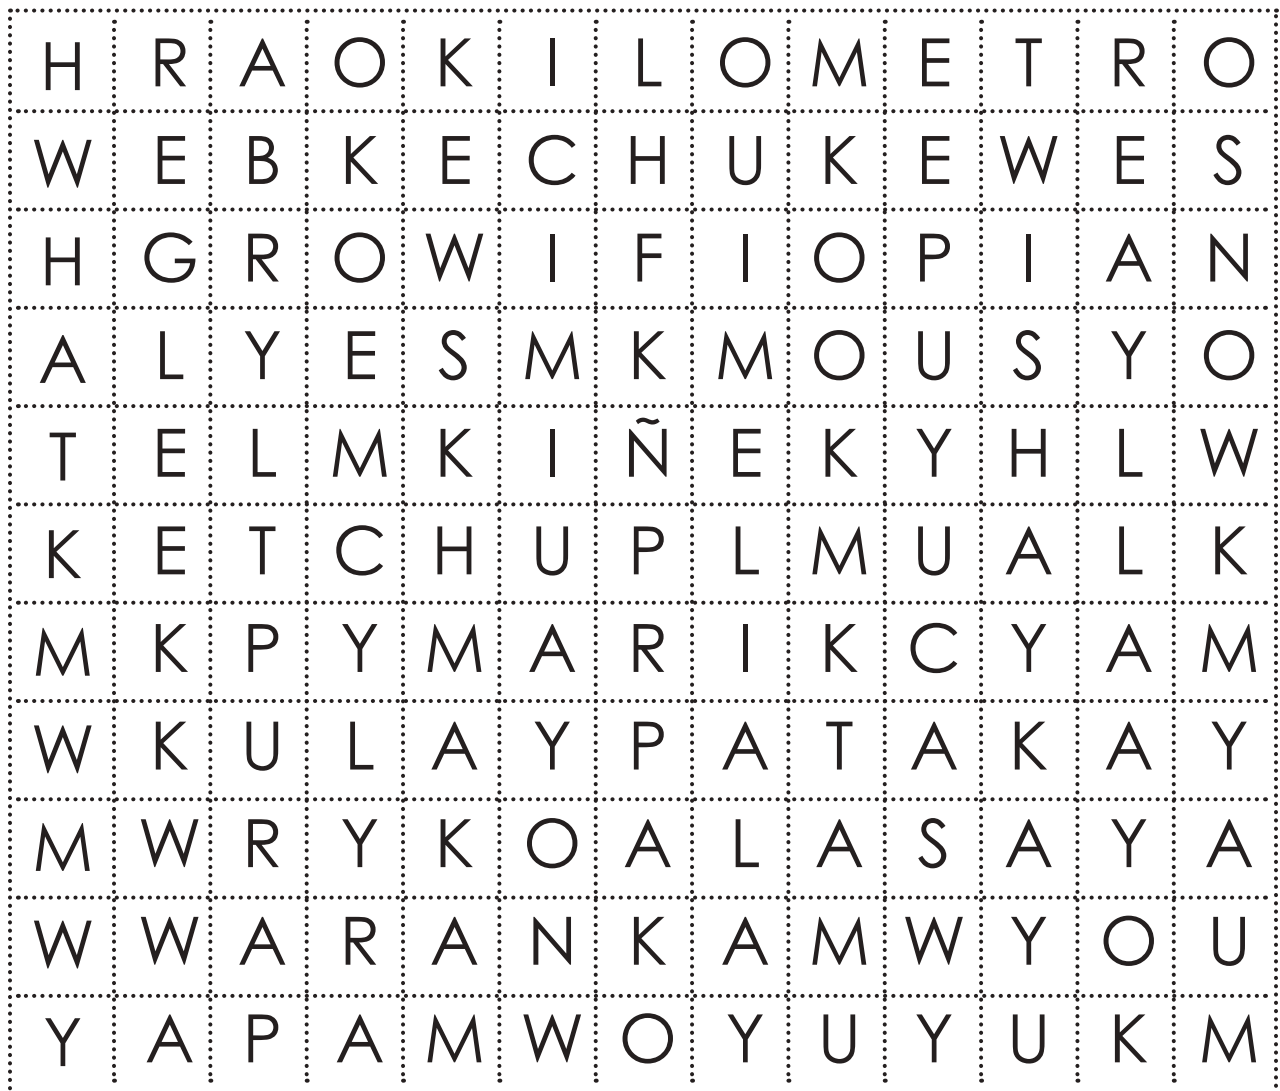 H R A O K I L O M E T R O
W E B K E C H U K E W E S
H G R O W I F I O P I A N
A L Y E S M K M O U S Y O
T E L M K I Ñ E K Y H L W
K E T C H U P L M U A L K
M K P Y M A R I K C Y A M
W K U L A Y P A T A K A Y
M W R Y K O A L A S A Y A
W W A R A N K A M W Y O U
Y A P A M W O Y U Y U K M